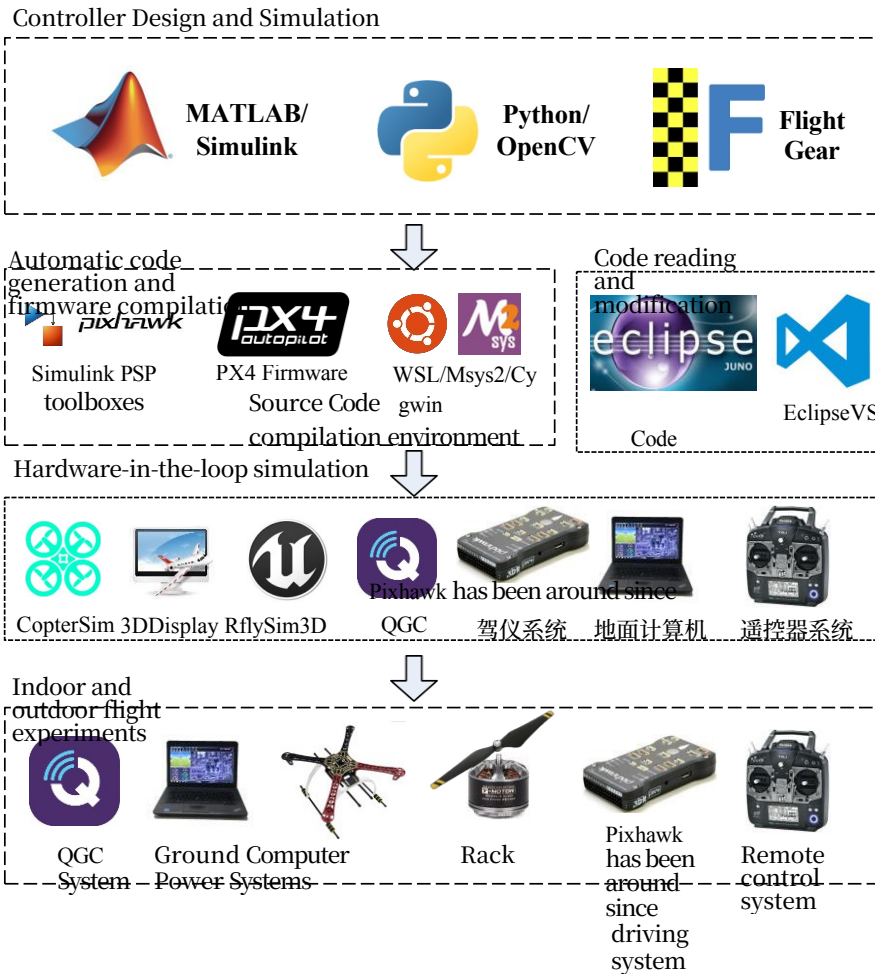 Controller Design and Simulation
MATLAB/
Simulink
Python/
OpenCV
F
Flight
Gear
Automatic code
generation and
firmware compilation
Code reading
and
modification
pixhawk
px4
autopilot
M2
sys
eclipse
JUNO
Simulink PSP
toolboxes
PX4 Firmware
Source Code
WSL/Msys2/Cy
gwin
compilation environment
EclipseVS
Code
Hardware-in-the-loop simulation
Pixhawk has been around since
CopterSim
3DDisplay
RflySim3D
QGC
驾仪系统
地面计算机
遥控器系统
Indoor and
outdoor flight
experiments
QGC
System
Ground Computer
Power Systems
Rack
Pixhawk
has been
around
since
driving
system
Remote
control
system